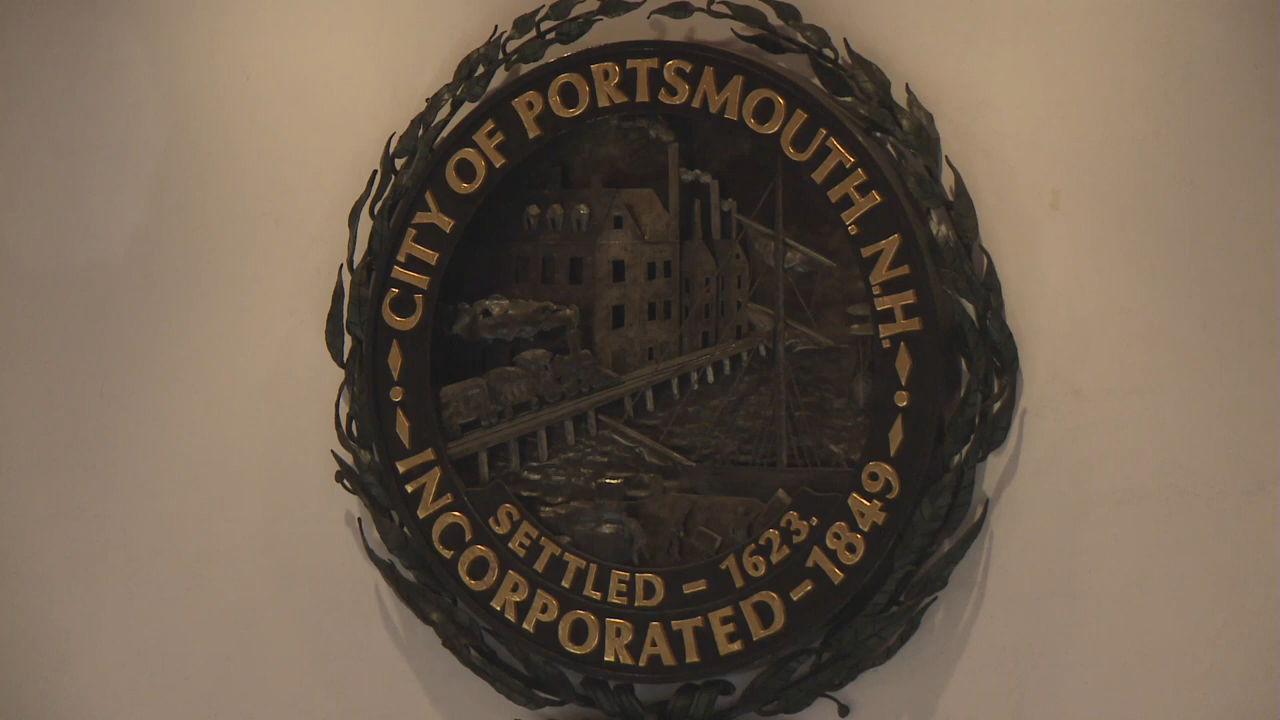 CITY OF PORTSMOUTH. N.H.
SETTLED – 1623.
INCORPORATED – 1849